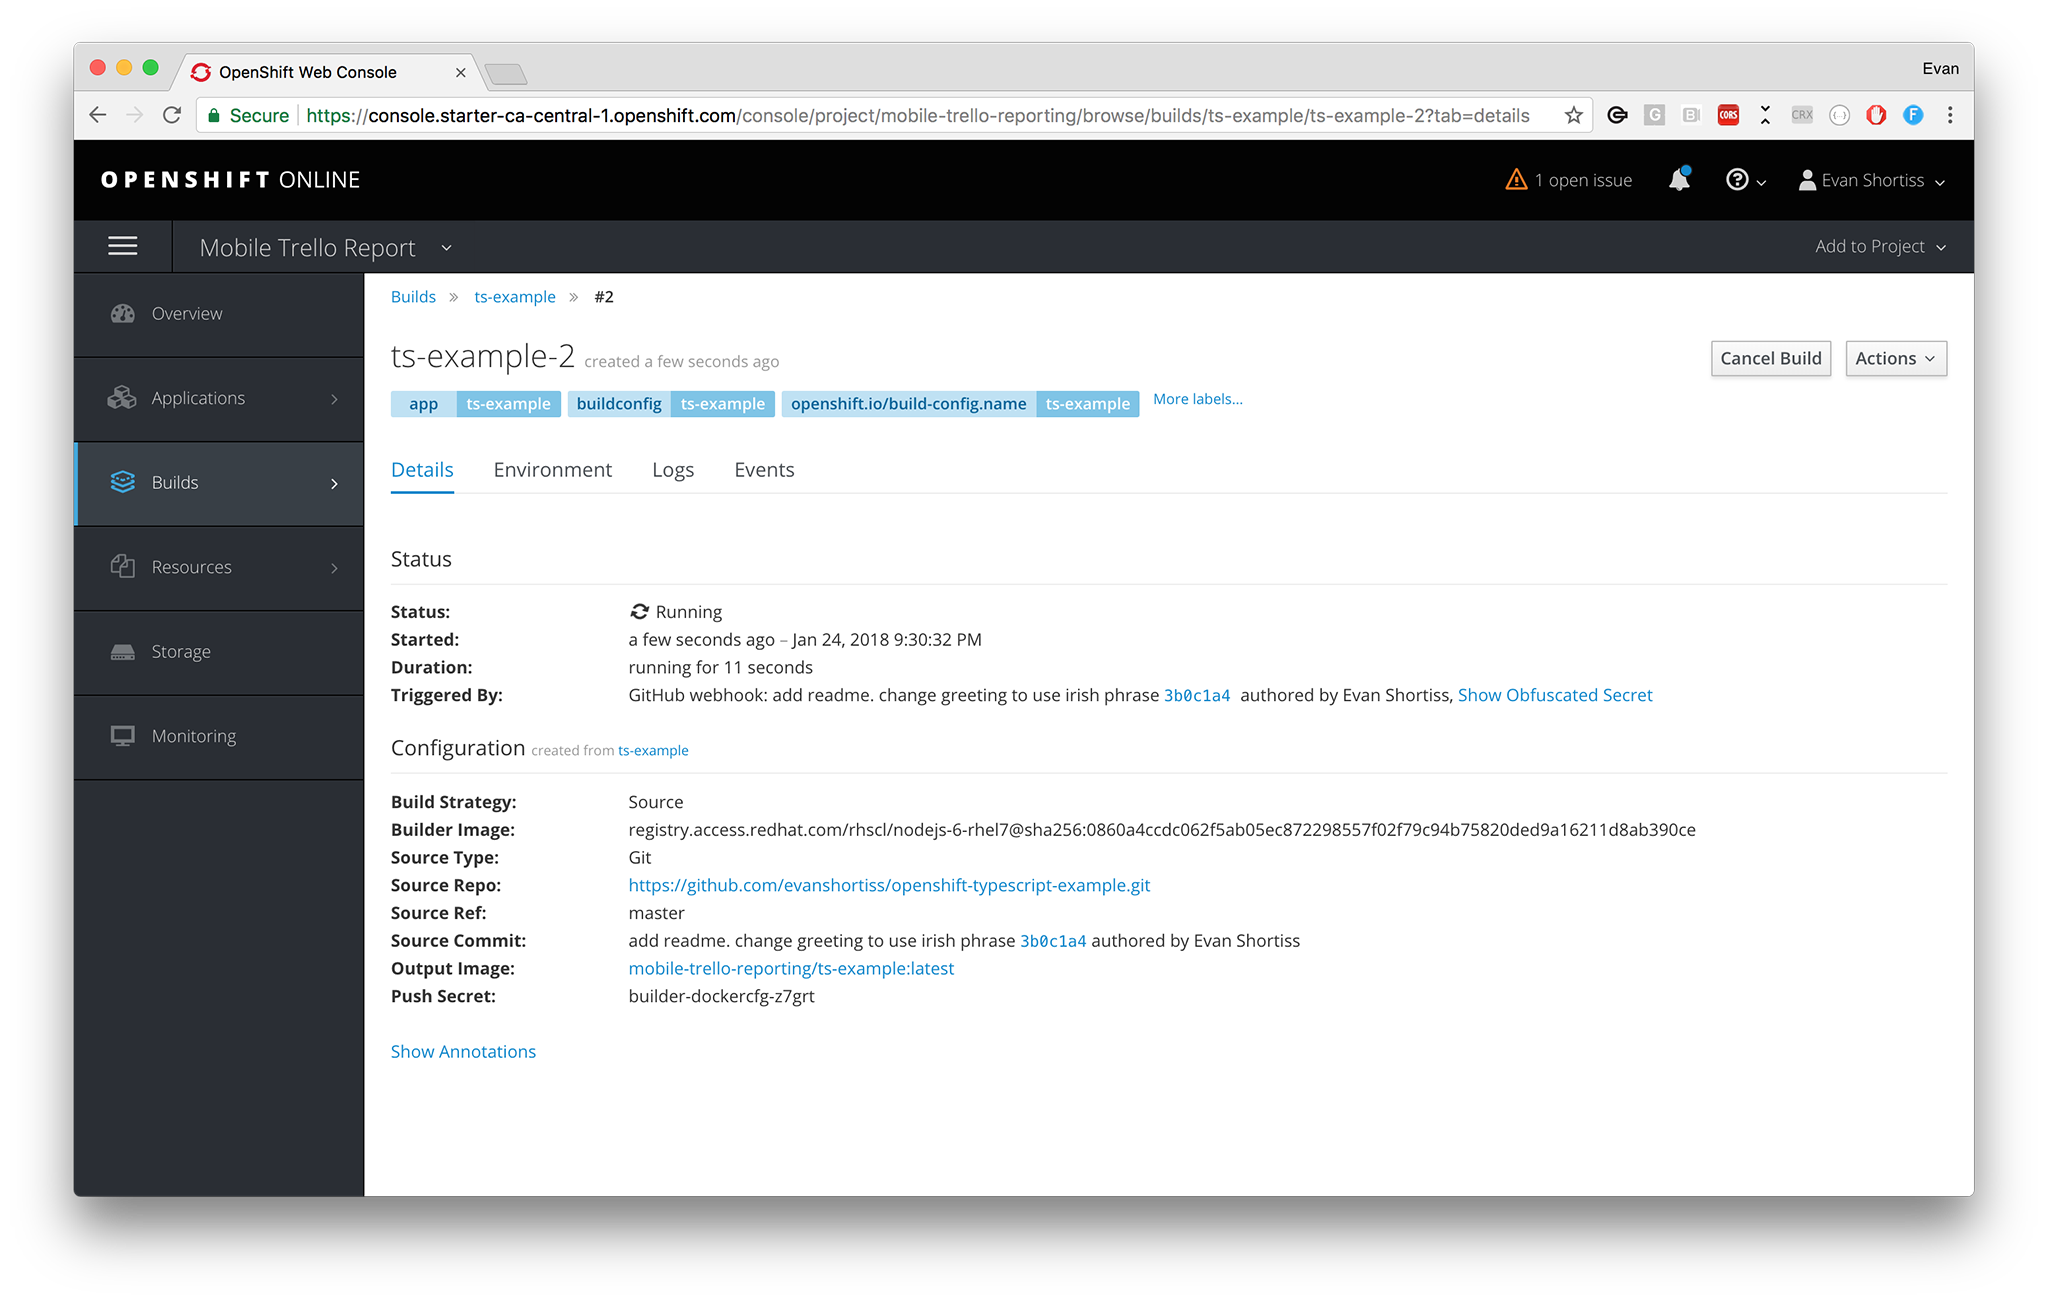 OpenShift Web Console
Evan
Secure https://console.starter-ca-central-1.openshift.com/console/project/mobile-trello-reporting/browse/builds/ts-example/ts-example-2?tab=details
G
B
CORS
CRX
F
OPENSHIFT ONLINE
1 open issue
Evan Shortiss
Mobile Trello Report
Add to Project
Overview
Applications
Builds
Resources
Storage
Monitoring
Builds » ts-example » #2
ts-example-2 created a few seconds ago
Cancel Build
Actions
app ts-example buildconfig ts-example openshift.io/build-config.name ts-example More labels...
Details Environment Logs Events
Status
Status: Running
Started: a few seconds ago – Jan 24, 2018 9:30:32 PM
Duration: running for 11 seconds
Triggered By: GitHub webhook: add readme. change greeting to use irish phrase 3b0c1a4 authored by Evan Shortiss, Show Obfuscated Secret
Configuration created from ts-example
Build Strategy: Source
Builder Image: registry.access.redhat.com/rhscl/nodejs-6-rhel7@sha256:0860a4ccdc062f5ab05ec872298557f02f79c94b75820ded9a16211d8ab390ce
Source Type: Git
Source Repo: https://github.com/evanshortiss/openshift-typescript-example.git
Source Ref: master
Source Commit: add readme. change greeting to use irish phrase 3b0c1a4 authored by Evan Shortiss
Output Image: mobile-trello-reporting/ts-example:latest
Push Secret: builder-dockercfg-z7grt
Show Annotations